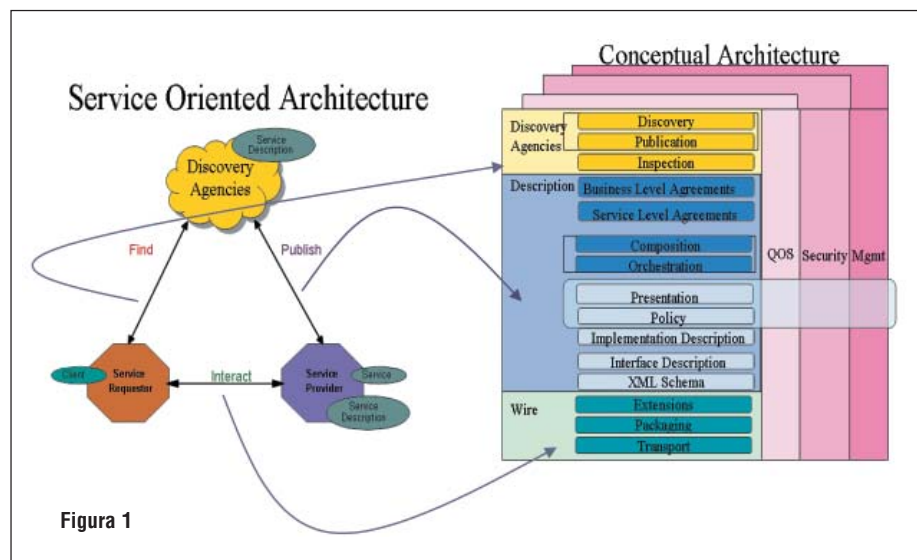 Conceptual Architecture
Service Oriented Architecture
Service
Description
Discovery
Agencies
Find
Publish
Client
Service
Requestor
Interact
Service
Provider
Service
Service
Description
Discovery
Agencies
Discovery
Publication
Inspection
Description
Business Level Agreements
Service Level Agreements
Composition
Orchestration
Presentation
Policy
Implementation Description
Interface Description
XML Schema
Wire
Extensions
Packaging
Transport
QOS
Security
Mgmt
Figura 1